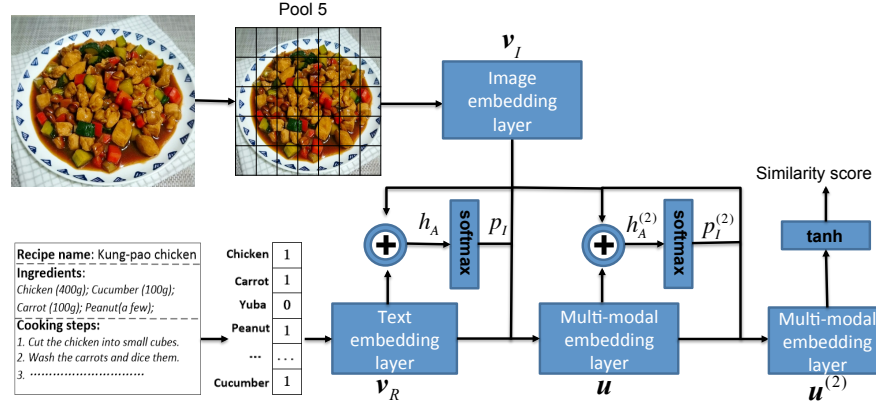 Pool 5
v_I
Image
embedding
layer
Similarity score
h_A
softmax
p_I
h_A^(2)
softmax
p_I^(2)
tanh
Recipe name: Kung-pao chicken
Ingredients:
Chicken (400g); Cucumber (100g);
Carrot (100g); Peanut(a few);
Cooking steps:
1. Cut the chicken into small cubes.
2. Wash the carrots and dice them.
3. ................................
Chicken 1
Carrot 1
Yuba 0
Peanut 1
... ...
Cucumber 1
Text
embedding
layer
v_R
Multi-modal
embedding
layer
u
Multi-modal
embedding
layer
u^(2)